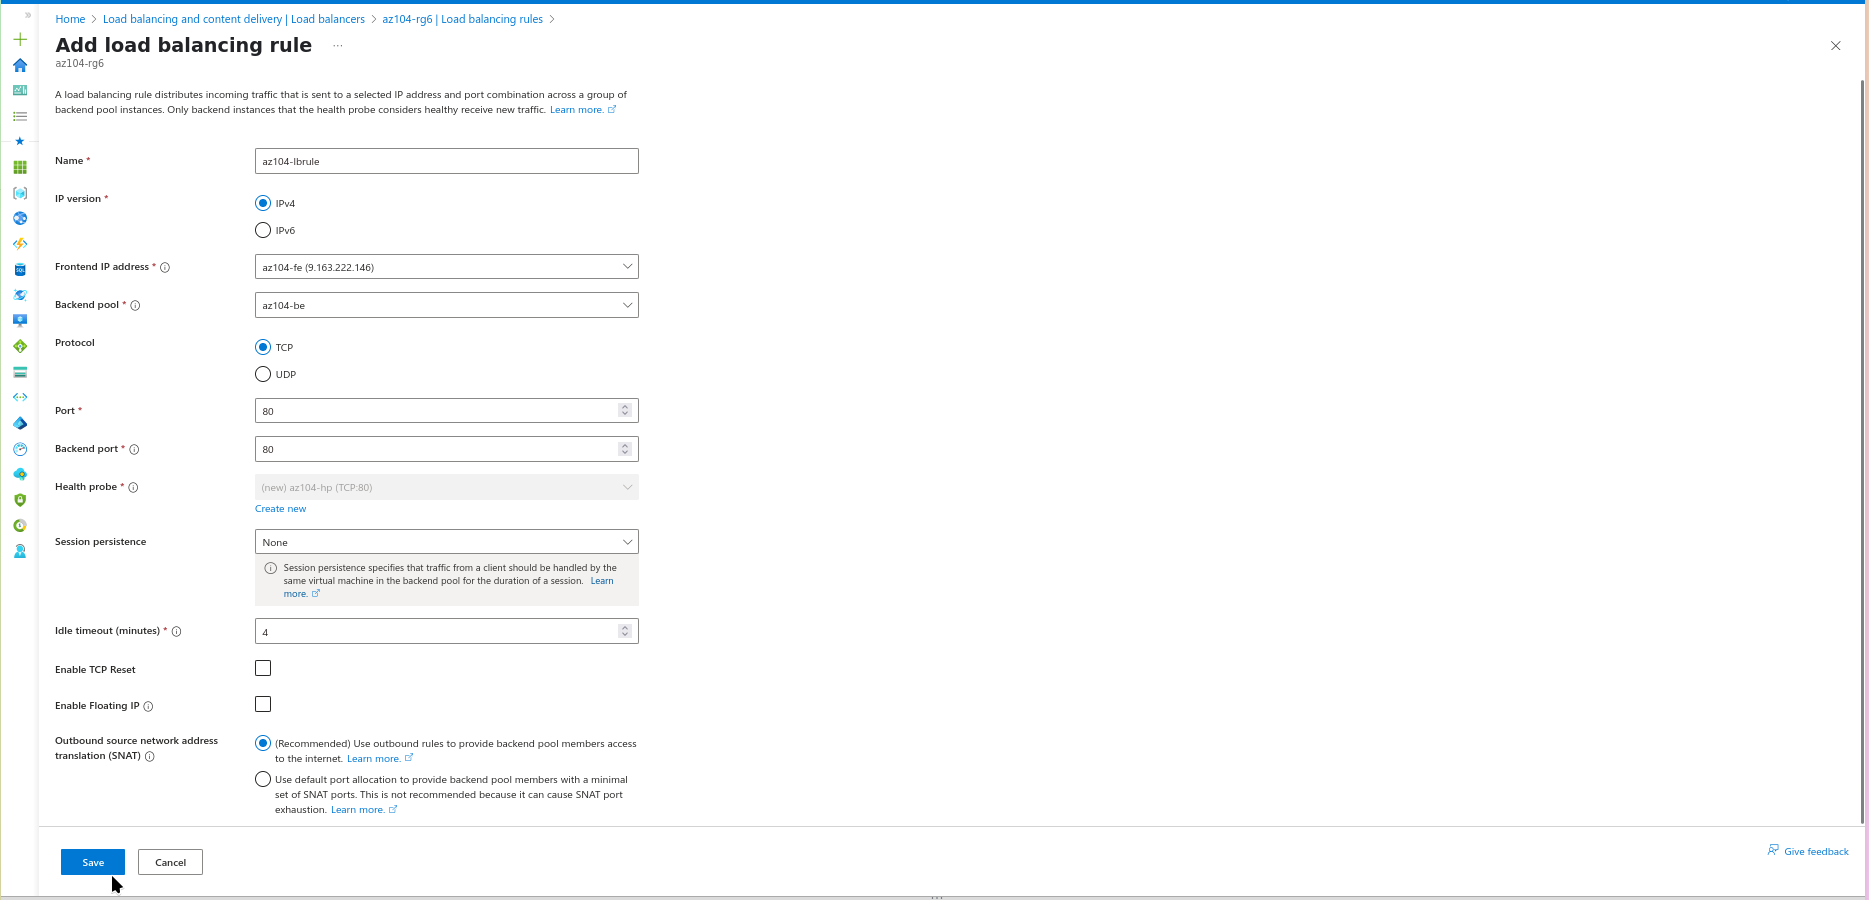 Home > Load balancing and content delivery | Load balancers > az104-rg6 | Load balancing rules >
Add load balancing rule ...
az104-rg6
A load balancing rule distributes incoming traffic that is sent to a selected IP address and port combination across a group of
backend pool instances. Only backend instances that the health probe considers healthy receive new traffic. Learn more.
Name *
az104-lbrule
IP version *
IPv4
IPv6
Frontend IP address *
az104-fe (9.163.222.146)
Backend pool *
az104-be
Protocol
TCP
UDP
Port *
80
Backend port *
80
Health probe *
(new) az104-hp (TCP:80)
Create new
Session persistence
None
Session persistence specifies that traffic from a client should be handled by the
same virtual machine in the backend pool for the duration of a session. Learn
more.
Idle timeout (minutes) *
4
Enable TCP Reset
Enable Floating IP
Outbound source network address
translation (SNAT)
(Recommended) Use outbound rules to provide backend pool members access
to the internet. Learn more.
Use default port allocation to provide backend pool members with a minimal
set of SNAT ports. This is not recommended because it can cause SNAT port
exhaustion. Learn more.
Save
Cancel
Give feedback